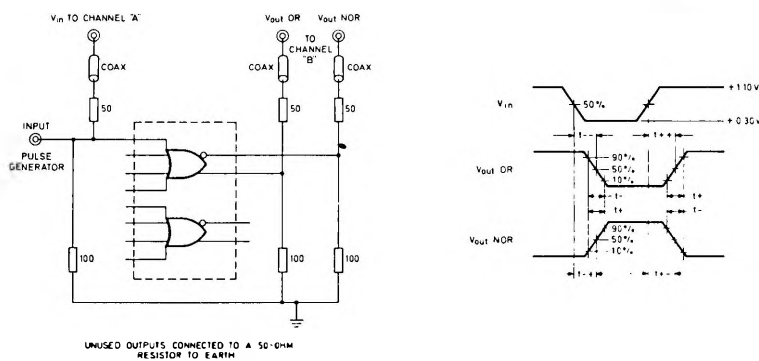 Vin TO CHANNEL "A"
Vout OR
Vout NOR
TO
CHANNEL
"B"
COAX
COAX
COAX
50
50
50
INPUT
PULSE
GENERATOR
100
100
100
UNUSED OUTPUTS CONNECTED TO A 50-OHM
RESISTOR TO EARTH
Vin
50%
+1.10V
+0.30V
t--
t++
Vout OR
90%
50%
10%
t-
t+
t+
t-
Vout NOR
90%
50%
10%
t-+
t+-